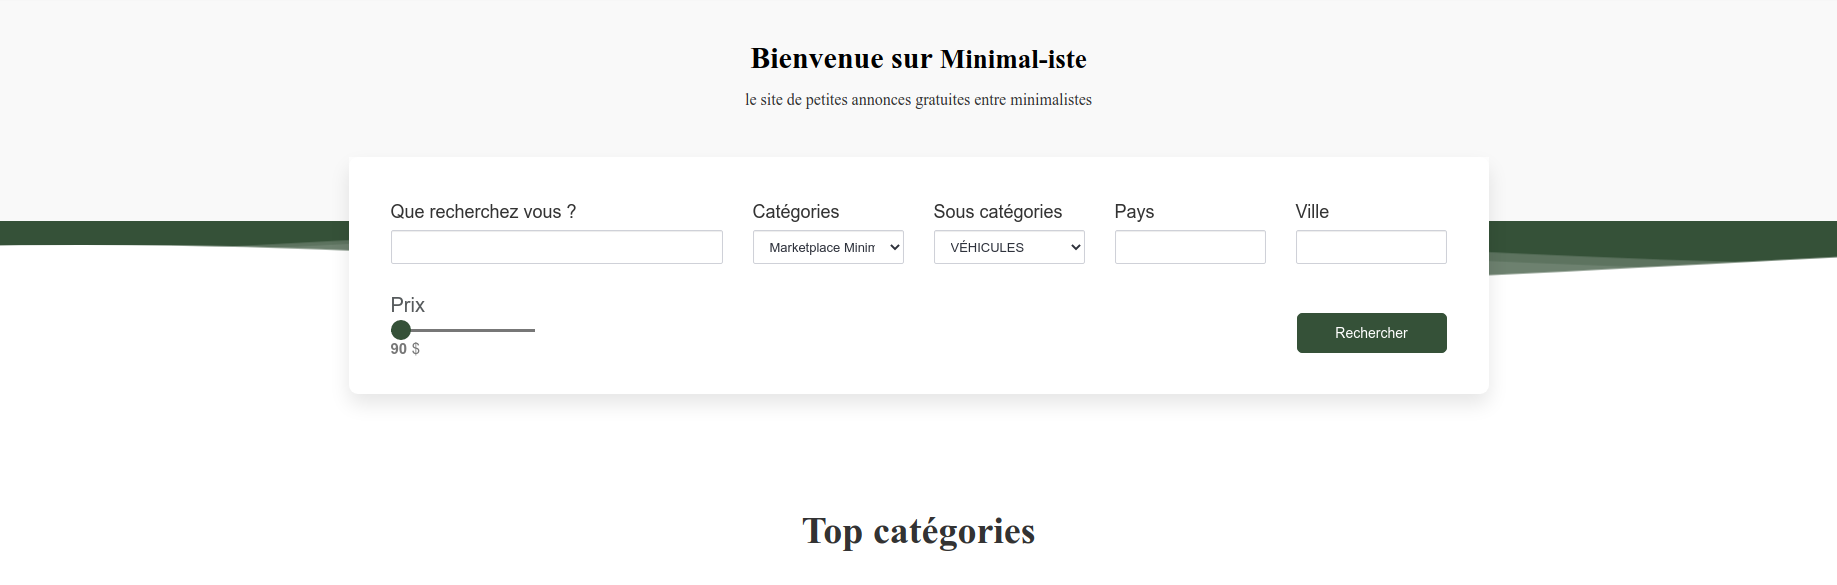 Bienvenue sur Minimal-iste
le site de petites annonces gratuites entre minimalistes
Que recherchez vous ?
Catégories
Sous catégories
Pays
Ville
Marketplace Minim
VÉHICULES
Prix
90 $
Rechercher
Top catégories